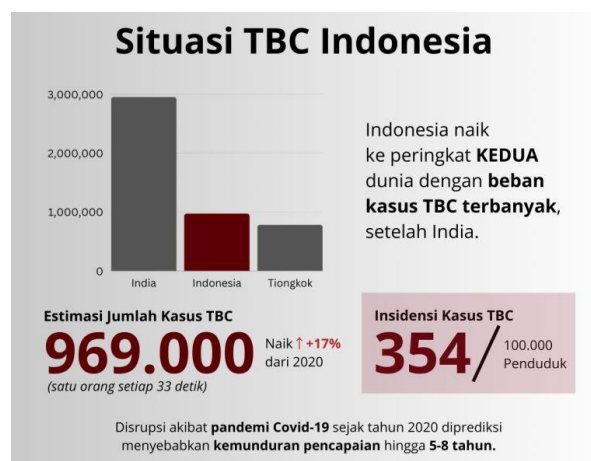 Situasi TBC Indonesia
3,000,000
2,000,000
1,000,000
0
India
Indonesia
Tiongkok
Indonesia naik
ke peringkat KEDUA
dunia dengan beban
kasus TBC terbanyak,
setelah India.
Estimasi Jumlah Kasus TBC
969.000
Naik ↑ +17%
dari 2020
(satu orang setiap 33 detik)
Insidensi Kasus TBC
354/
100.000
Penduduk
Disrupsi akibat pandemi Covid-19 sejak tahun 2020 diprediksi
menyebabkan kemunduran pencapaian hingga 5-8 tahun.